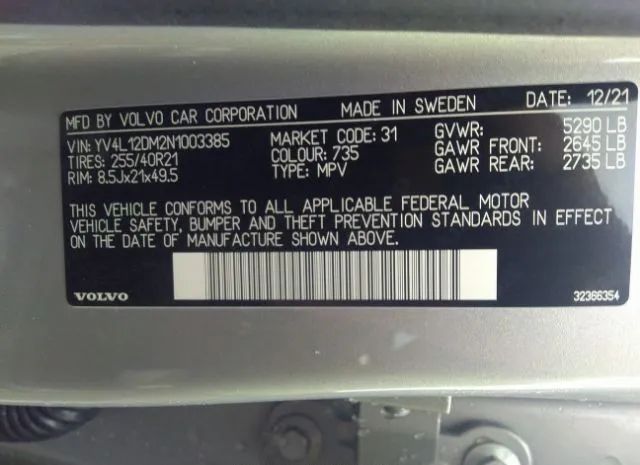 MFD BY VOLVO CAR CORPORATION MADE IN SWEDEN DATE: 12/21
VIN: YV4L12DM2N1003385 MARKET CODE: 31 GVWR: 5290 LB
TIRES: 255/40R21 COLOUR: 735 GAWR FRONT: 2645 LB
RIM: 8.5Jx21x49.5 TYPE: MPV GAWR REAR: 2735 LB
THIS VEHICLE CONFORMS TO ALL APPLICABLE FEDERAL MOTOR
VEHICLE SAFETY, BUMPER AND THEFT PREVENTION STANDARDS IN EFFECT
ON THE DATE OF MANUFACTURE SHOWN ABOVE.
VOLVO 32366354